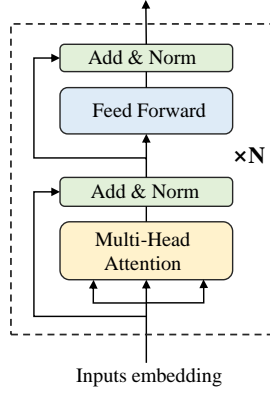 Add & Norm
Feed Forward
×N
Add & Norm
Multi-Head
Attention
Inputs embedding